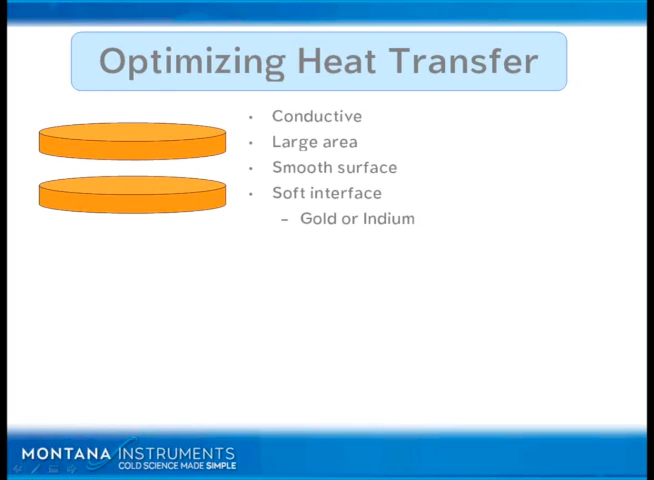 Optimizing Heat Transfer
• Conductive
• Large area
• Smooth surface
• Soft interface
– Gold or Indium
MONTANA INSTRUMENTS
COLD SCIENCE MADE SIMPLE